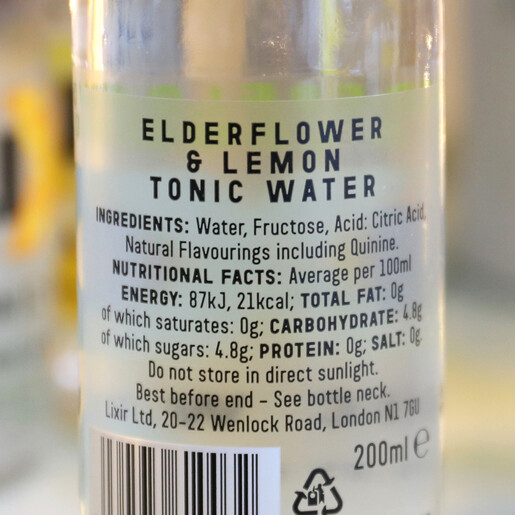 ELDERFLOWER
& LEMON
TONIC WATER
INGREDIENTS: Water, Fructose, Acid: Citric Acid,
Natural Flavourings including Quinine.
NUTRITIONAL FACTS: Average per 100ml
ENERGY: 87kJ, 21kcal; TOTAL FAT: 0g
of which saturates: 0g; CARBOHYDRATE: 4.8g
of which sugars: 4.8g; PROTEIN: 0g; SALT: 0g.
Do not store in direct sunlight.
Best before end – See bottle neck.
Lixir Ltd, 20-22 Wenlock Road, London N1 7GU
200ml ℮